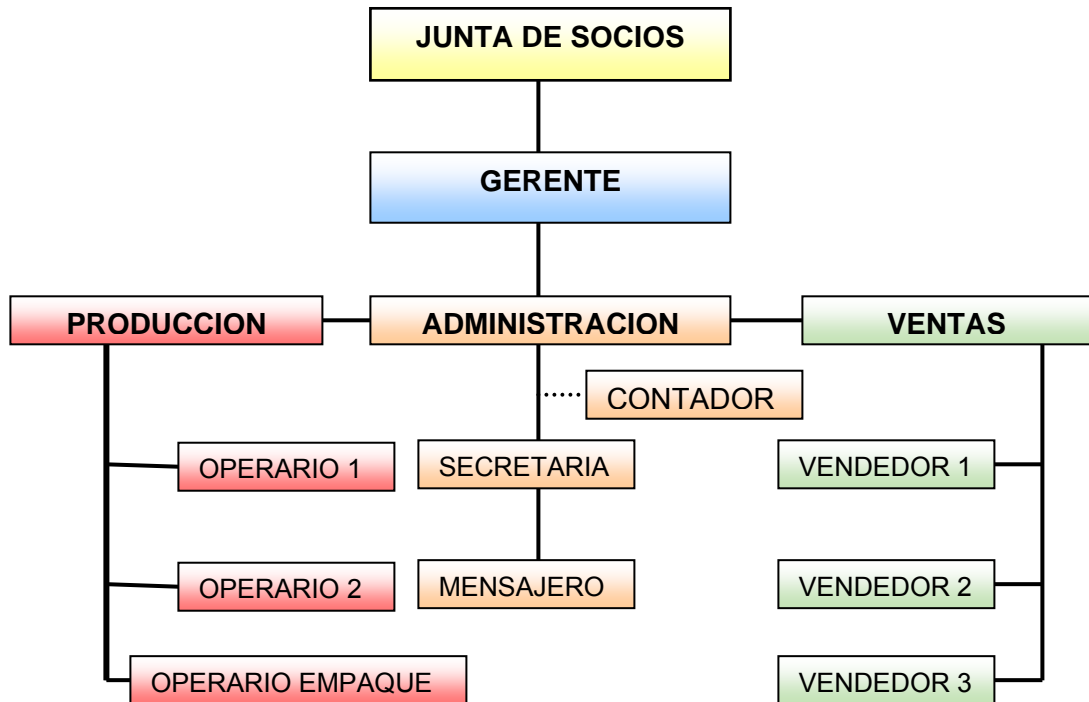 JUNTA DE SOCIOS
GERENTE
PRODUCCION
ADMINISTRACION
VENTAS
CONTADOR
OPERARIO 1
SECRETARIA
VENDEDOR 1
OPERARIO 2
MENSAJERO
VENDEDOR 2
OPERARIO EMPAQUE
VENDEDOR 3